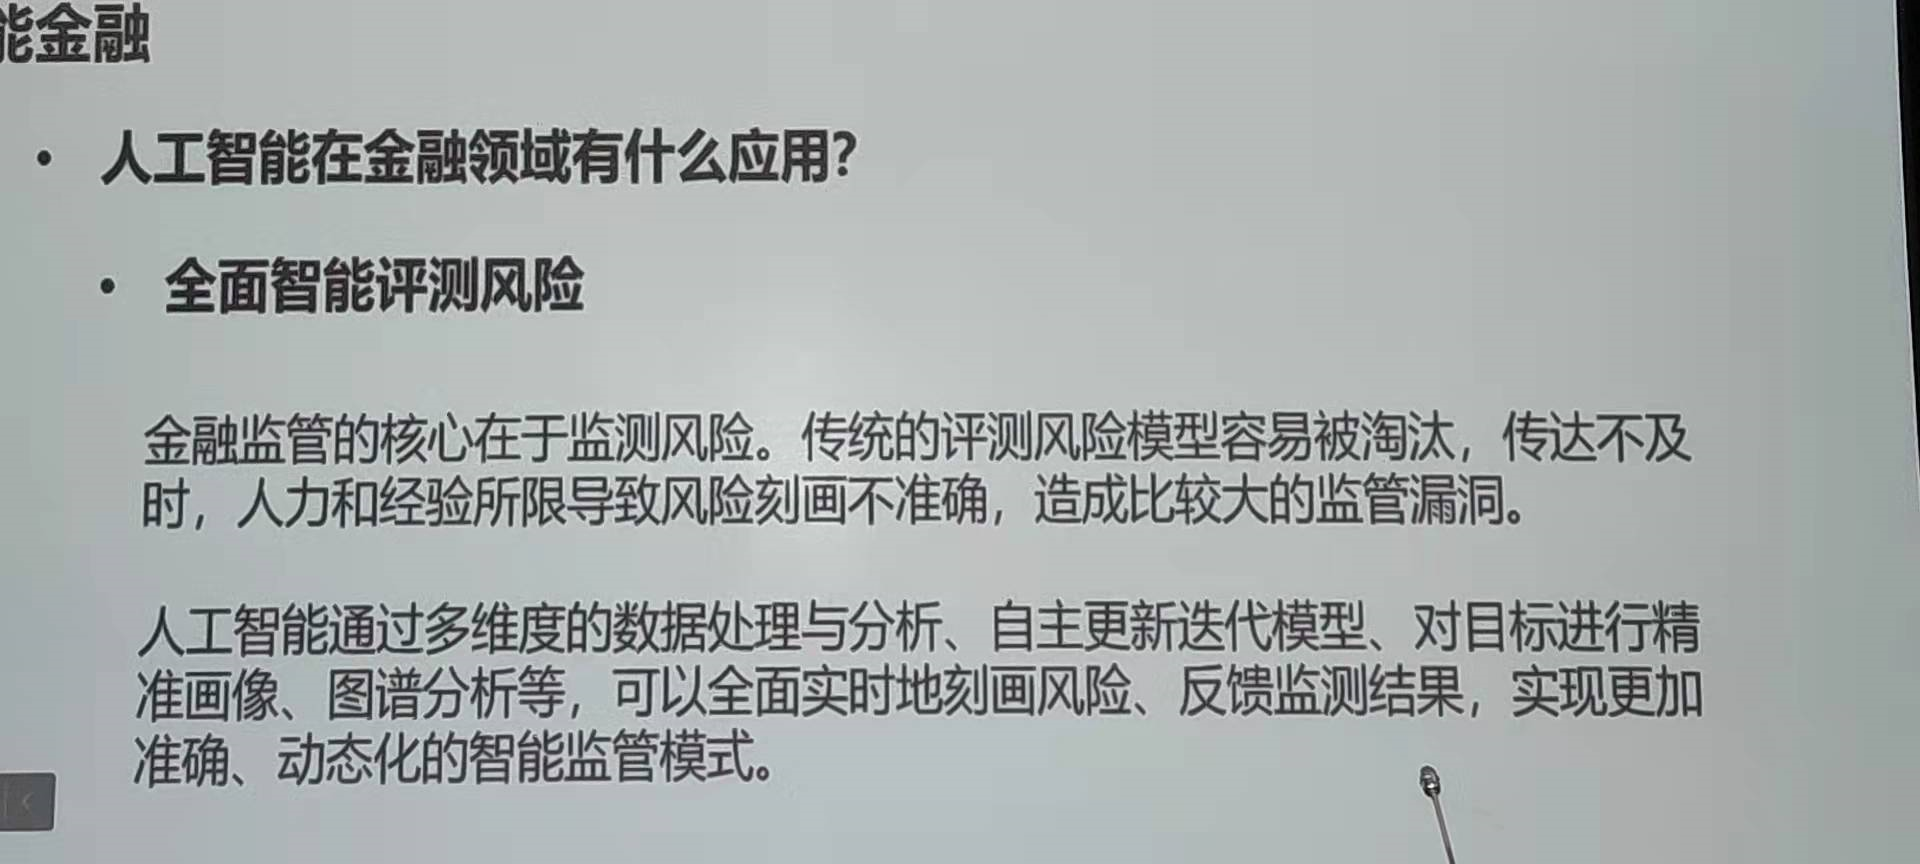 能金融
• 人工智能在金融领域有什么应用？
• 全面智能评测风险
金融监管的核心在于监测风险。传统的评测风险模型容易被淘汰，传达不及
时，人力和经验所限导致风险刻画不准确，造成比较大的监管漏洞。
人工智能通过多维度的数据处理与分析、自主更新迭代模型、对目标进行精
准画像、图谱分析等，可以全面实时地刻画风险、反馈监测结果，实现更加
准确、动态化的智能监管模式。